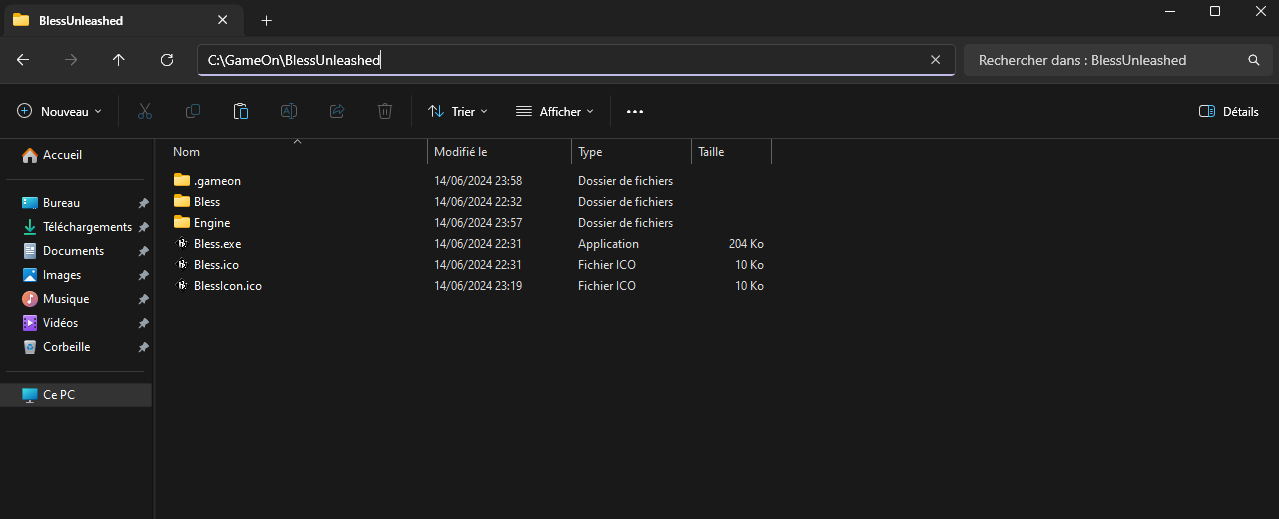 BlessUnleashed
C:\GameOn\BlessUnleashed
Rechercher dans : BlessUnleashed
Nouveau
Trier
Afficher
Détails
Accueil
Bureau
Téléchargements
Documents
Images
Musique
Vidéos
Corbeille
Ce PC
Nom Modifié le Type Taille
.gameon 14/06/2024 23:58 Dossier de fichiers
Bless 14/06/2024 22:32 Dossier de fichiers
Engine 14/06/2024 23:57 Dossier de fichiers
Bless.exe 14/06/2024 22:31 Application 204 Ko
Bless.ico 14/06/2024 22:31 Fichier ICO 10 Ko
BlessIcon.ico 14/06/2024 23:19 Fichier ICO 10 Ko